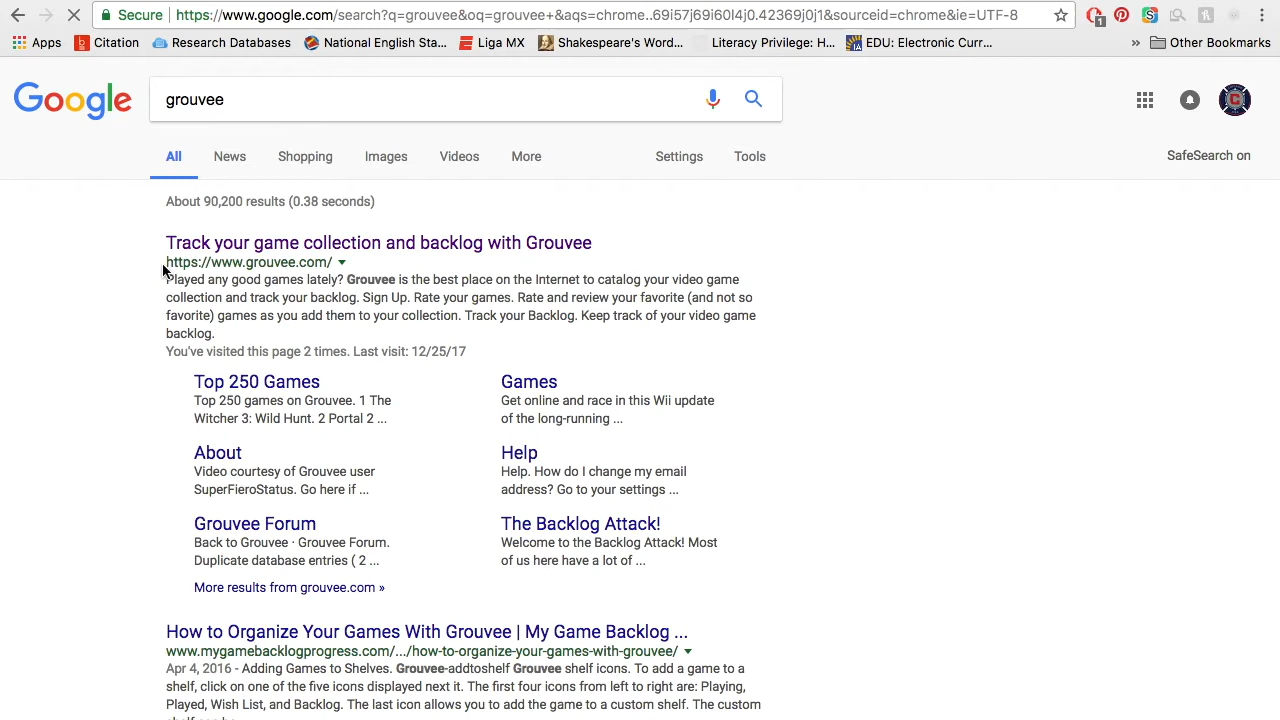 Secure https://www.google.com/search?q=grouvee&oq=grouvee+&aqs=chrome..69i57j69i60l4j0.42369j0j1&sourceid=chrome&ie=UTF-8 1
Apps Citation Research Databases National English Sta... Liga MX Shakespeare's Word... Literacy Privilege: H... EDU: Electronic Curr... » Other Bookmarks
Google grouvee
All News Shopping Images Videos More Settings Tools SafeSearch on
About 90,200 results (0.38 seconds)
Track your game collection and backlog with Grouvee
https://www.grouvee.com/
Played any good games lately? Grouvee is the best place on the Internet to catalog your video game
collection and track your backlog. Sign Up. Rate your games. Rate and review your favorite (and not so
favorite) games as you add them to your collection. Track your Backlog. Keep track of your video game
backlog.
You've visited this page 2 times. Last visit: 12/25/17
Top 250 Games
Top 250 games on Grouvee. 1 The
Witcher 3: Wild Hunt. 2 Portal 2 ...
Games
Get online and race in this Wii update
of the long-running ...
About
Video courtesy of Grouvee user
SuperFieroStatus. Go here if ...
Help
Help. How do I change my email
address? Go to your settings ...
Grouvee Forum
Back to Grouvee · Grouvee Forum.
Duplicate database entries ( 2 ...
The Backlog Attack!
Welcome to the Backlog Attack! Most
of us here have a lot of ...
More results from grouvee.com »
How to Organize Your Games With Grouvee | My Game Backlog ...
www.mygamebacklogprogress.com/.../how-to-organize-your-games-with-grouvee/
Apr 4, 2016 - Adding Games to Shelves. Grouvee-addtoshelf Grouvee shelf icons. To add a game to a
shelf, click on one of the five icons displayed next it. The first four icons from left to right are: Playing,
Played, Wish List, and Backlog. The last icon allows you to add the game to a custom shelf. The custom